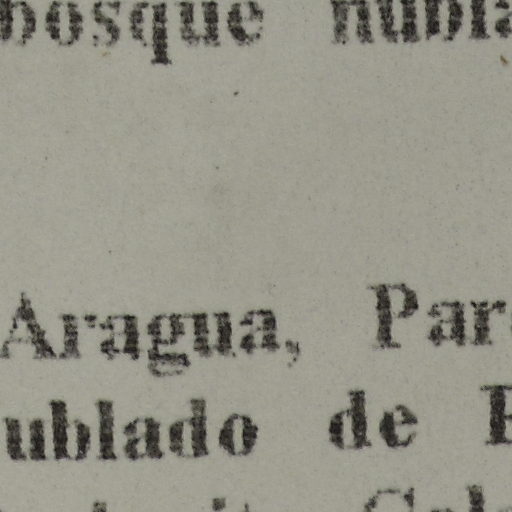 bosque nubla
Aragua, Par
ublado de